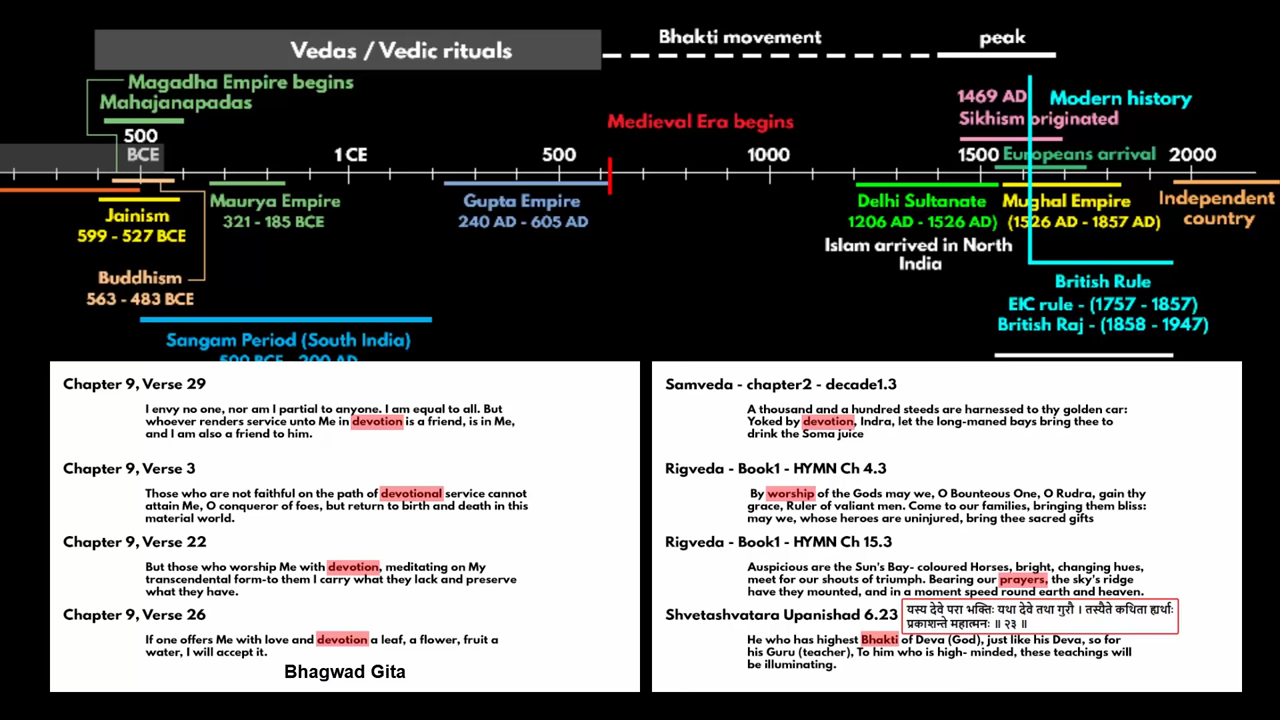 Vedas / Vedic rituals
Bhakti movement
peak
Magadha Empire begins
Mahajanapadas
1469 AD
Modern history
Sikhism originated
Medieval Era begins
500
BCE
1 CE
500
1000
1500
Europeans arrival
2000
Jainism
599 - 527 BCE
Maurya Empire
321 - 185 BCE
Gupta Empire
240 AD - 605 AD
Delhi Sultanate
1206 AD - 1526 AD)
Mughal Empire
(1526 AD - 1857 AD)
Independent
country
Islam arrived in North
India
Buddhism
563 - 483 BCE
British Rule
EIC rule - (1757 - 1857)
British Raj - (1858 - 1947)
Sangam Period (South India)
500 BCE - 200 AD
Chapter 9, Verse 29
I envy no one, nor am I partial to anyone. I am equal to all. But
whoever renders service unto Me in devotion is a friend, is in Me,
and I am also a friend to him.
Chapter 9, Verse 3
Those who are not faithful on the path of devotional service cannot
attain Me, O conqueror of foes, but return to birth and death in this
material world.
Chapter 9, Verse 22
But those who worship Me with devotion, meditating on My
transcendental form-to them I carry what they lack and preserve
what they have.
Chapter 9, Verse 26
If one offers Me with love and devotion a leaf, a flower, fruit a
water, I will accept it.
Bhagwad Gita
Samveda - chapter2 - decade1.3
A thousand and a hundred steeds are harnessed to thy golden car:
Yoked by devotion, Indra, let the long-maned bays bring thee to
drink the Soma juice
Rigveda - Book1 - HYMN Ch 4.3
By worship of the Gods may we, O Bounteous One, O Rudra, gain thy
grace, Ruler of valiant men. Come to our families, bringing them bliss:
may we, whose heroes are uninjured, bring thee sacred gifts
Rigveda - Book1 - HYMN Ch 15.3
Auspicious are the Sun's Bay- coloured Horses, bright, changing hues,
meet for our shouts of triumph. Bearing our prayers, the sky's ridge
have they mounted, and in a moment speed round earth and heaven.
Shvetashvatara Upanishad 6.23
यस्य देवे परा भक्तिः यथा देवे तथा गुरौ । तस्यैते कथिता ह्यर्थाः
प्रकाशन्ते महात्मनः ॥ २३ ॥
He who has highest Bhakti of Deva (God), just like his Deva, so for
his Guru (teacher), To him who is high- minded, these teachings will
be illuminating.